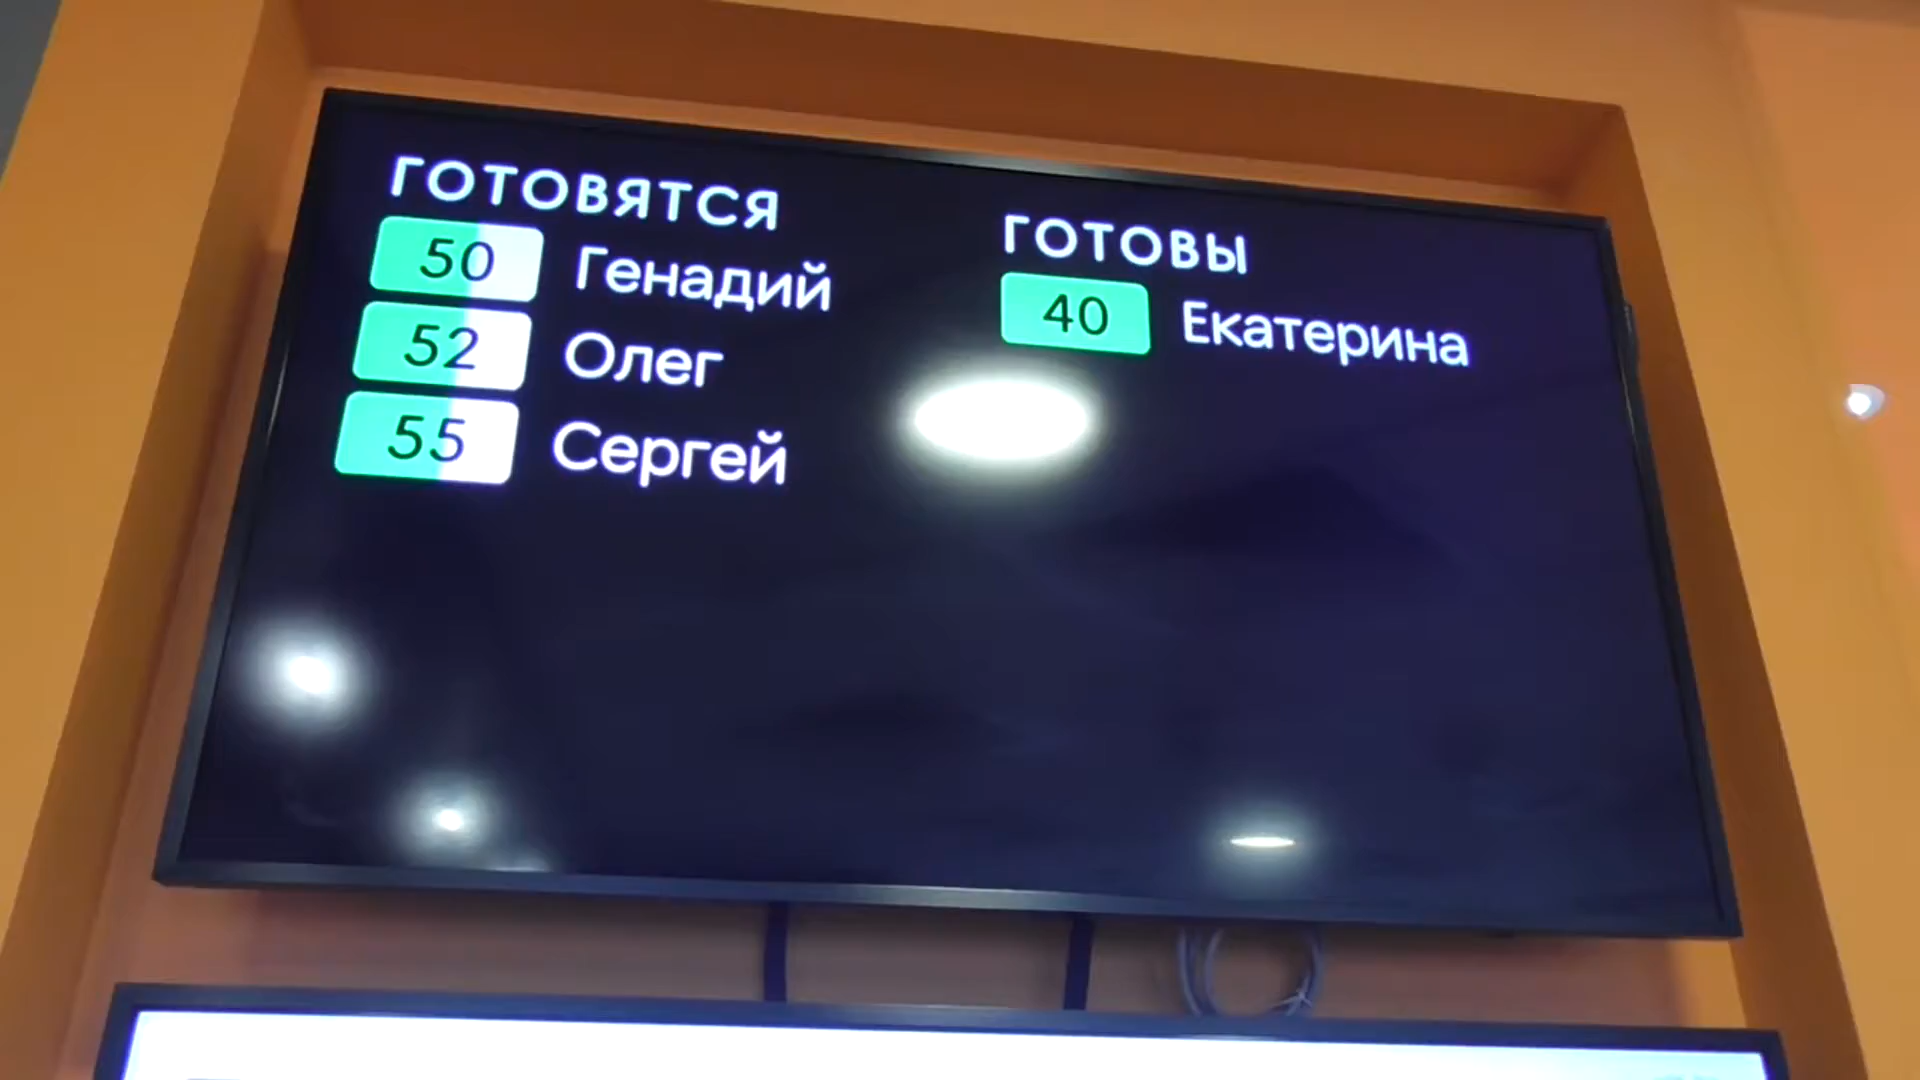 ГОТОВЯТСЯ
50 Генадий
52 Олег
55 Сергей
ГОТОВЫ
40 Екатерина